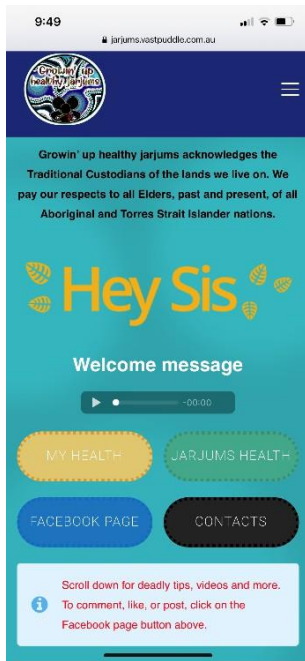 9:49
jarjums.vastpuddle.com.au
Growin' up
healthy jarjums
Growin' up healthy jarjums acknowledges the
Traditional Custodians of the lands we live on. We
pay our respects to all Elders, past and present, of all
Aboriginal and Torres Strait Islander nations.
Hey Sis
Welcome message
-00:00
MY HEALTH
JARJUMS HEALTH
FACEBOOK PAGE
CONTACTS
Scroll down for deadly tips, videos and more.
To comment, like, or post, click on the
Facebook page button above.